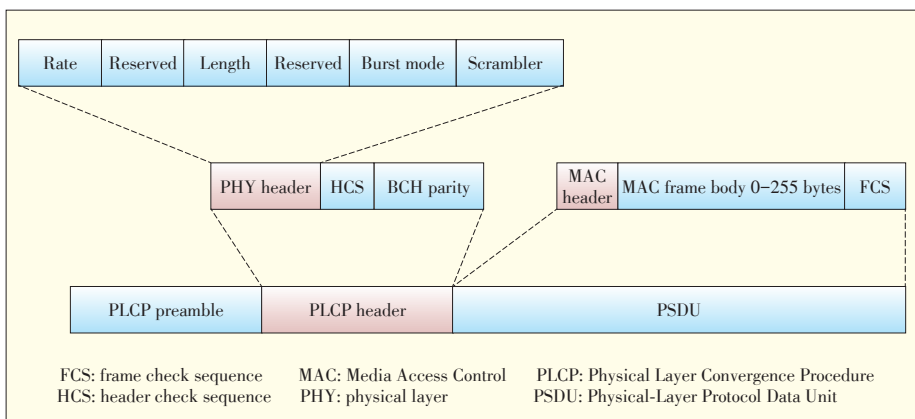 Rate Reserved Length Reserved Burst mode Scrambler
PHY header HCS BCH parity
MAC header MAC frame body 0–255 bytes FCS
PLCP preamble PLCP header PSDU
FCS: frame check sequence MAC: Media Access Control PLCP: Physical Layer Convergence Procedure
HCS: header check sequence PHY: physical layer PSDU: Physical-Layer Protocol Data Unit